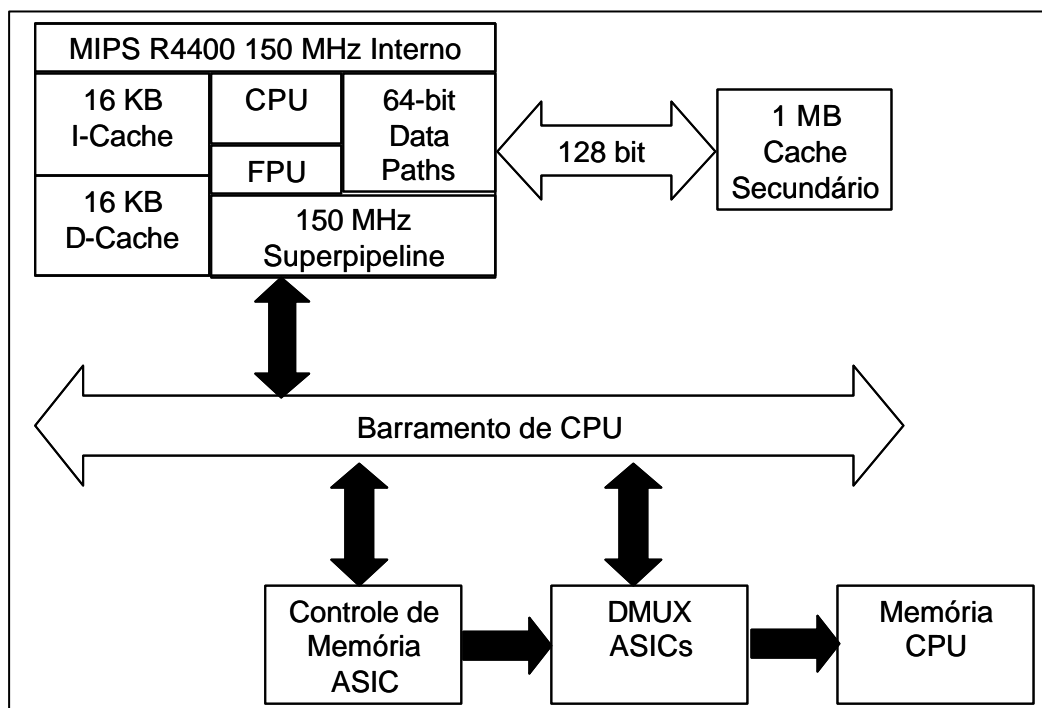 MIPS R4400 150 MHz Interno
16 KB
I-Cache
CPU
64-bit
Data
Paths
FPU
16 KB
D-Cache
150 MHz
Superpipeline
128 bit
1 MB
Cache
Secundário
Barramento de CPU
Controle de
Memória
ASIC
DMUX
ASICs
Memória
CPU